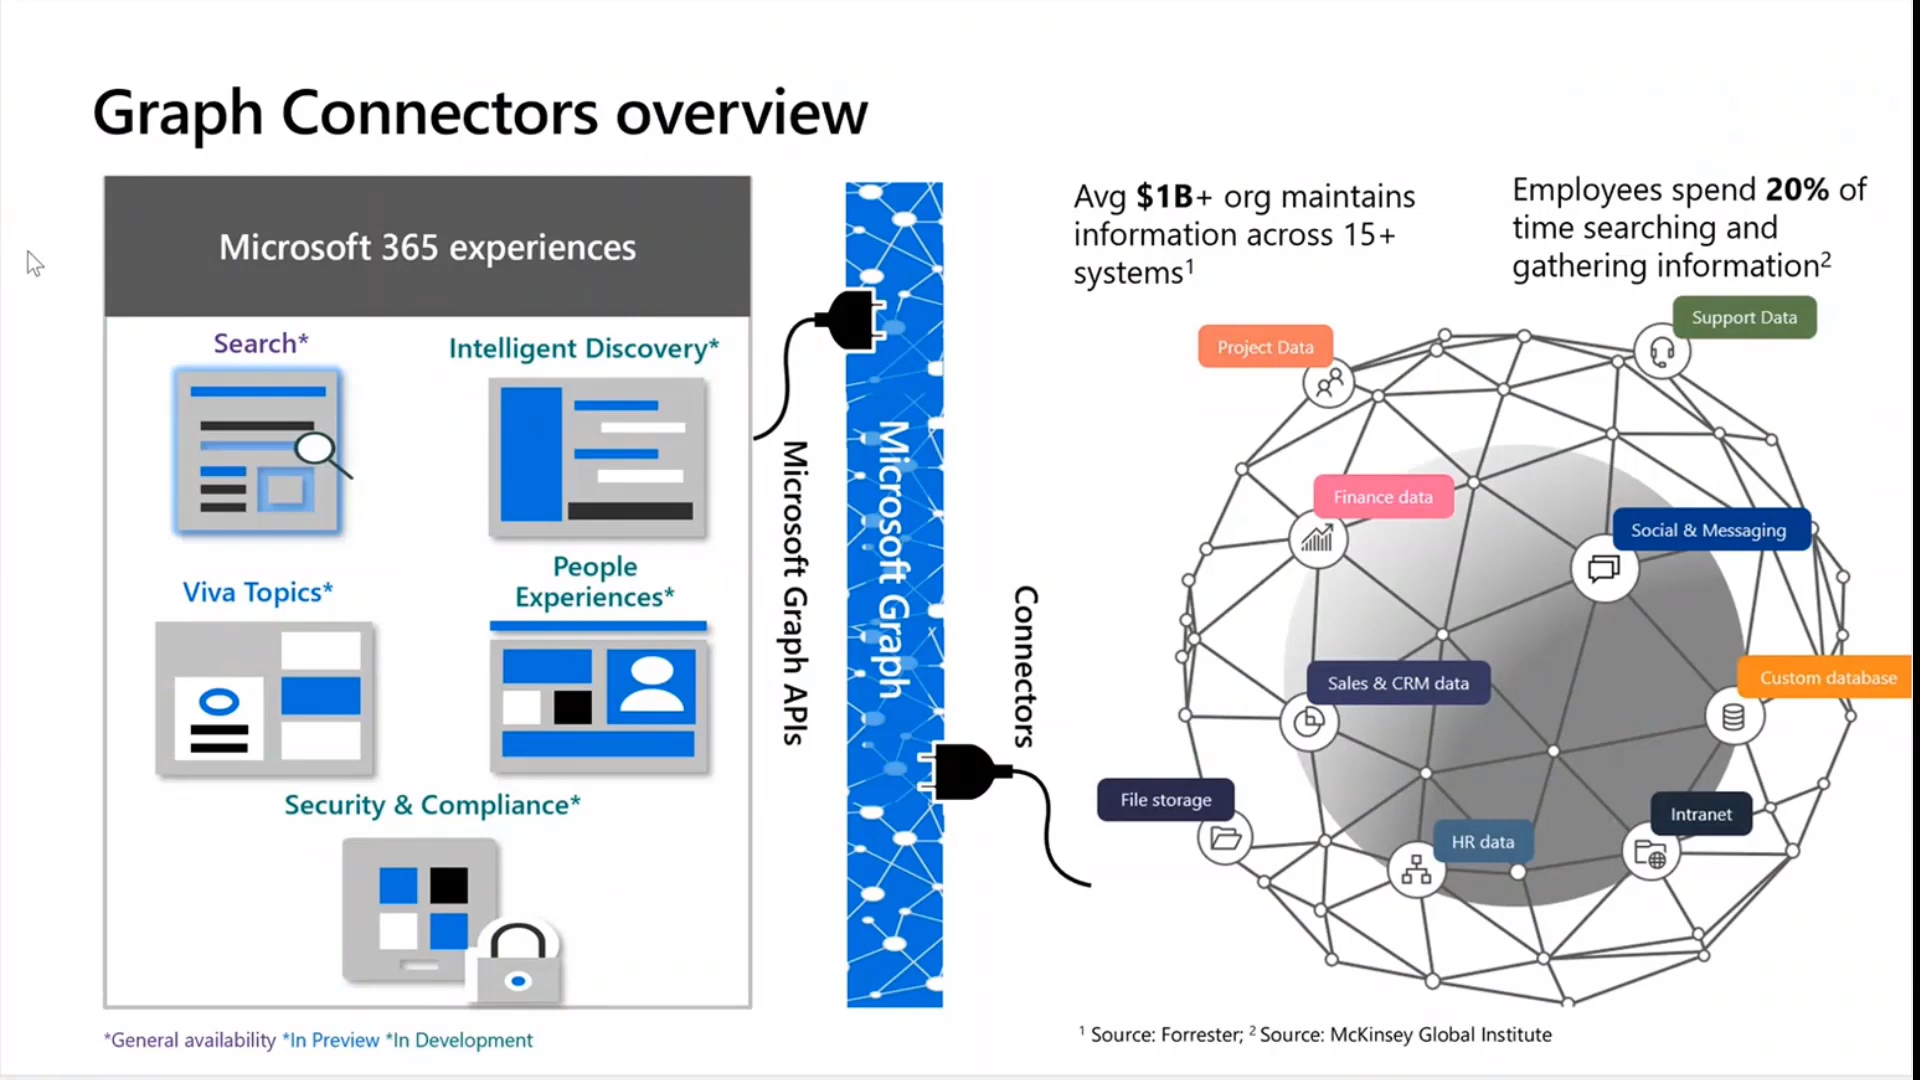 Graph Connectors overview
Microsoft 365 experiences
Search*
Intelligent Discovery*
Viva Topics*
People
Experiences*
Security & Compliance*
*General availability *In Preview *In Development
Microsoft Graph APIs
Microsoft Graph
Connectors
Avg $1B+ org maintains
information across 15+
systems¹
Employees spend 20% of
time searching and
gathering information²
Project Data
Support Data
Finance data
Social & Messaging
Sales & CRM data
Custom database
File storage
HR data
Intranet
¹ Source: Forrester; ² Source: McKinsey Global Institute